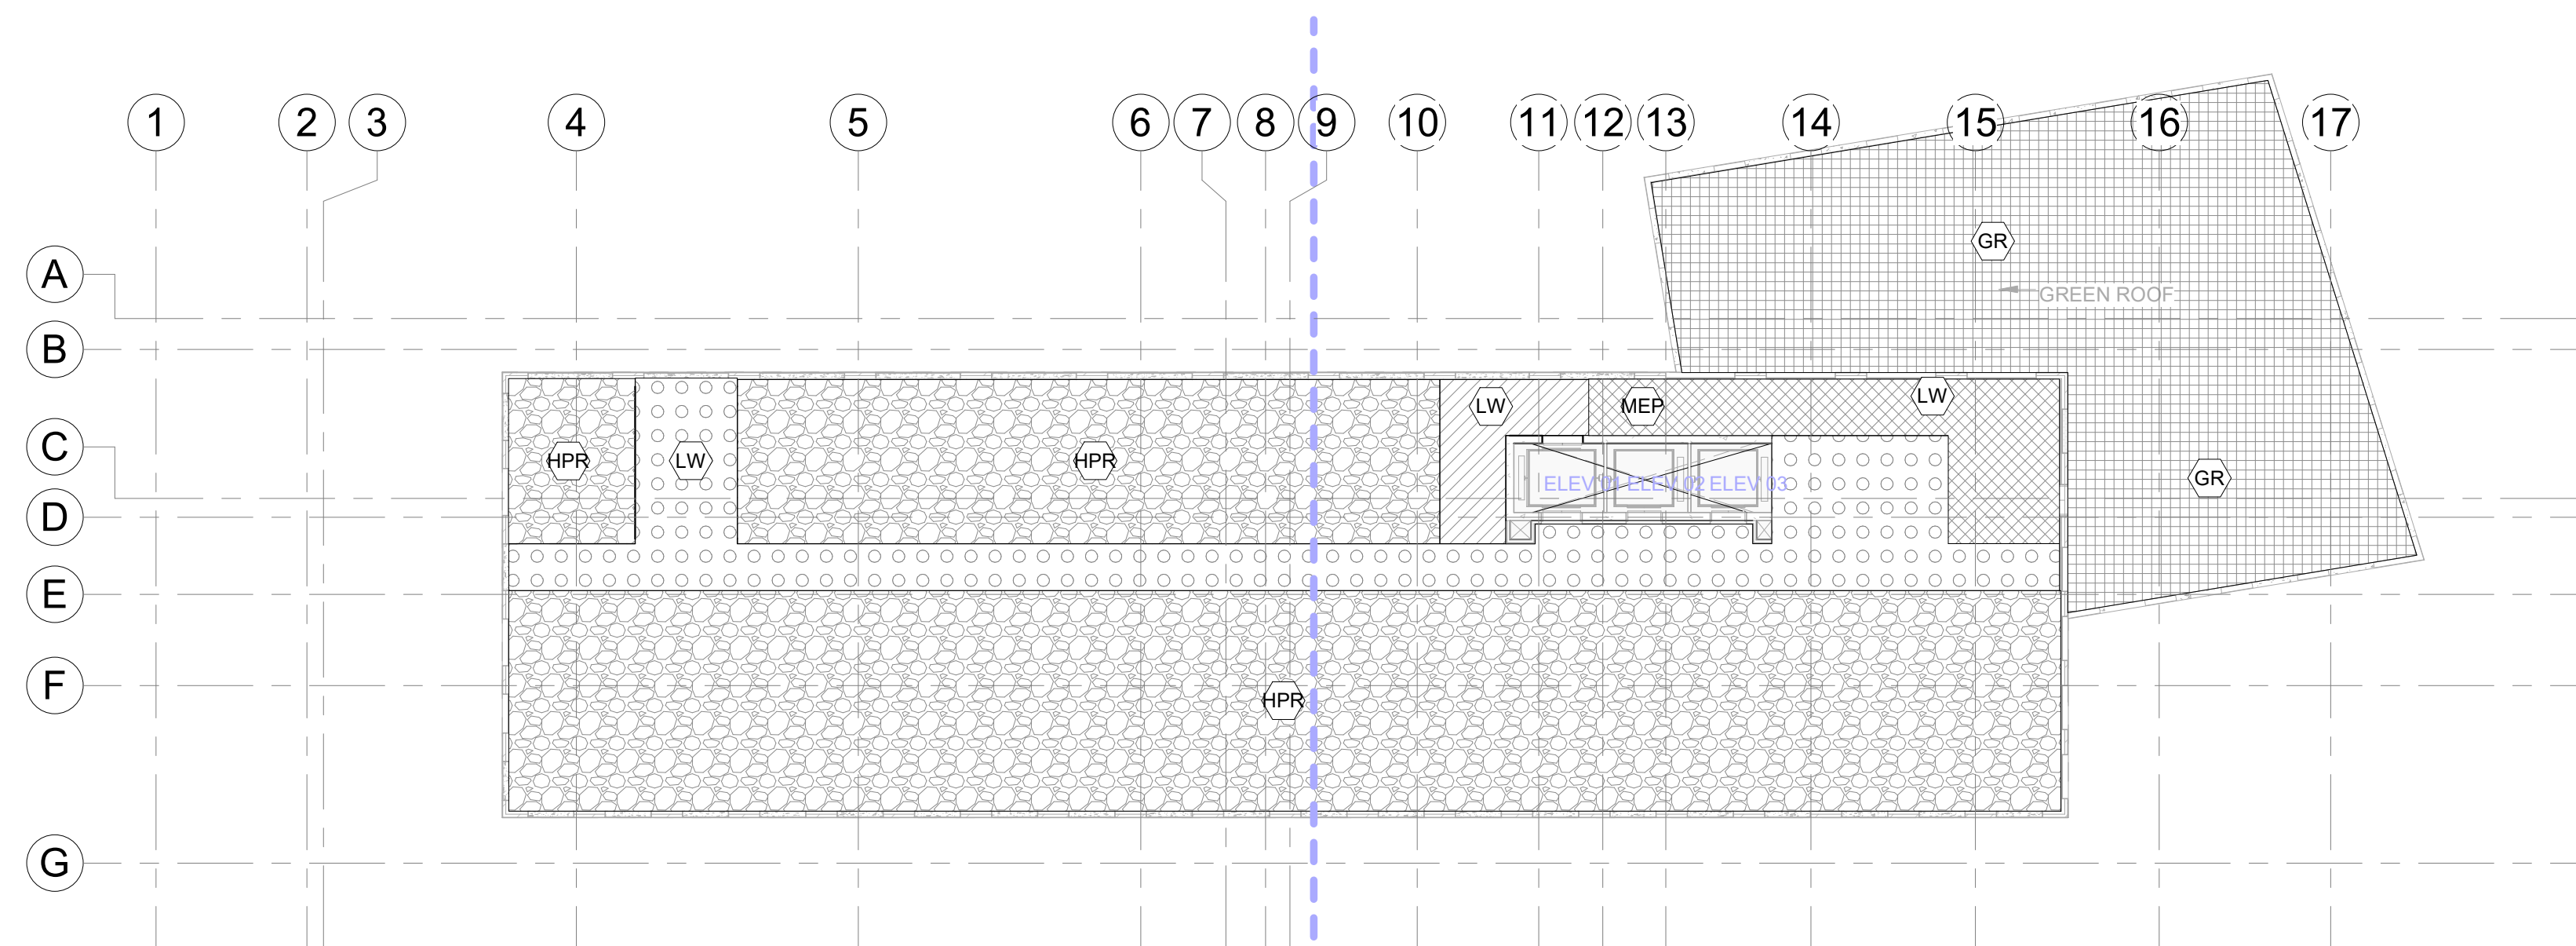 1 2 3 4 5 6 7 8 9 10 11 12 13 14 15 16 17
A
GR
GREEN ROOF
B
LW MEP LW
C
HPR LW HPR
GR
ELEV 01 ELEV 02 ELEV 03
D
E
F
HPR
G